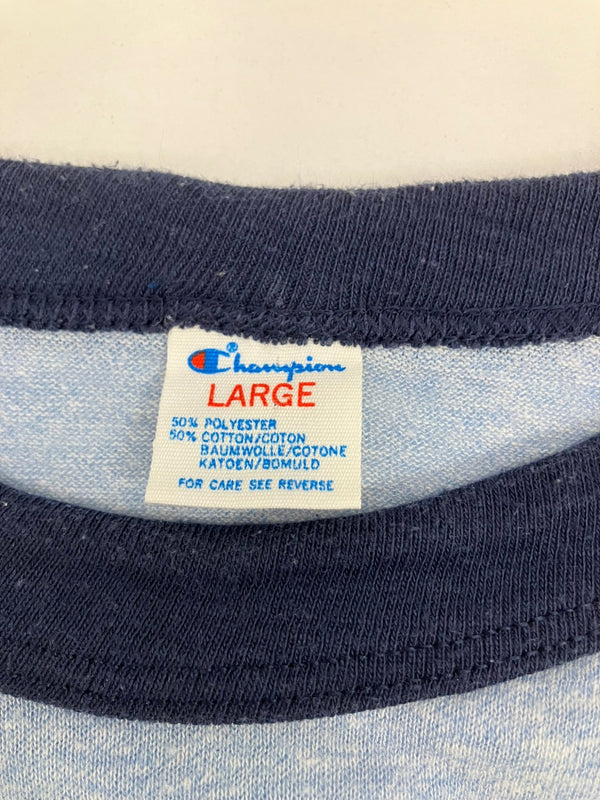 Champion®
LARGE
50% POLYESTER
50% COTTON/COTON
BAUMWOLLE/COTONE
KATOEN/BOMULD
FOR CARE SEE REVERSE